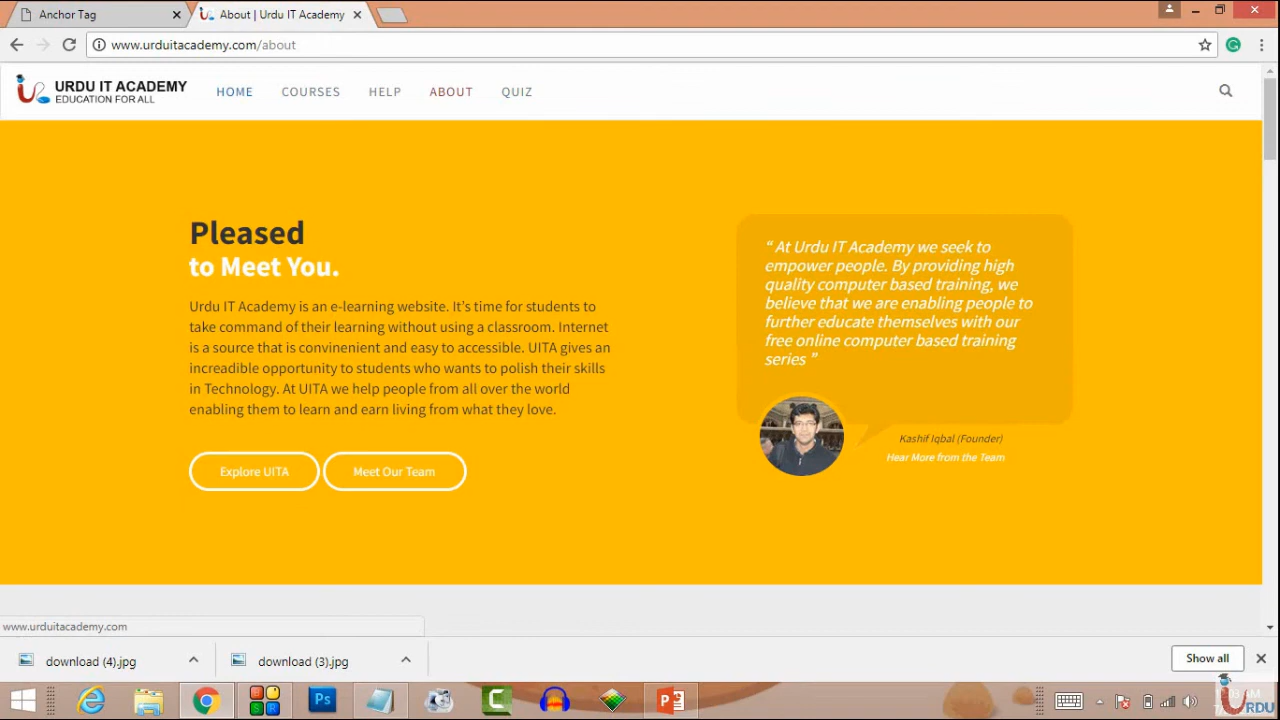 Anchor Tag
About | Urdu IT Academy
www.urduitacademy.com/about
URDU IT ACADEMY
EDUCATION FOR ALL
HOME
COURSES
HELP
ABOUT
QUIZ
Pleased
to Meet You.
Urdu IT Academy is an e-learning website. It's time for students to
take command of their learning without using a classroom. Internet
is a source that is convinenient and easy to accessible. UITA gives an
increadible opportunity to students who wants to polish their skills
in Technology. At UITA we help people from all over the world
enabling them to learn and earn living from what they love.
Explore UITA
Meet Our Team
“ At Urdu IT Academy we seek to
empower people. By providing high
quality computer based training, we
believe that we are enabling people to
further educate themselves with our
free online computer based training
series ”
Kashif Iqbal (Founder)
Hear More from the Team
www.urduitacademy.com
download (4).jpg
download (3).jpg
Show all
URDU